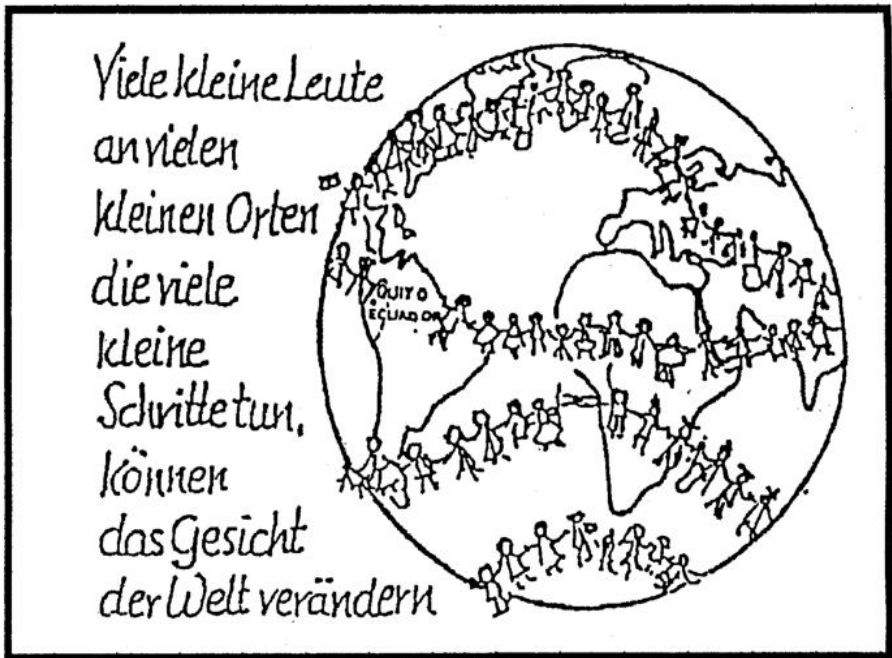 Viele kleine Leute
an vielen
kleinen Orten
die viele
kleine
Schritte tun,
können
das Gesicht
der Welt verändern
QUITO
ECUADOR